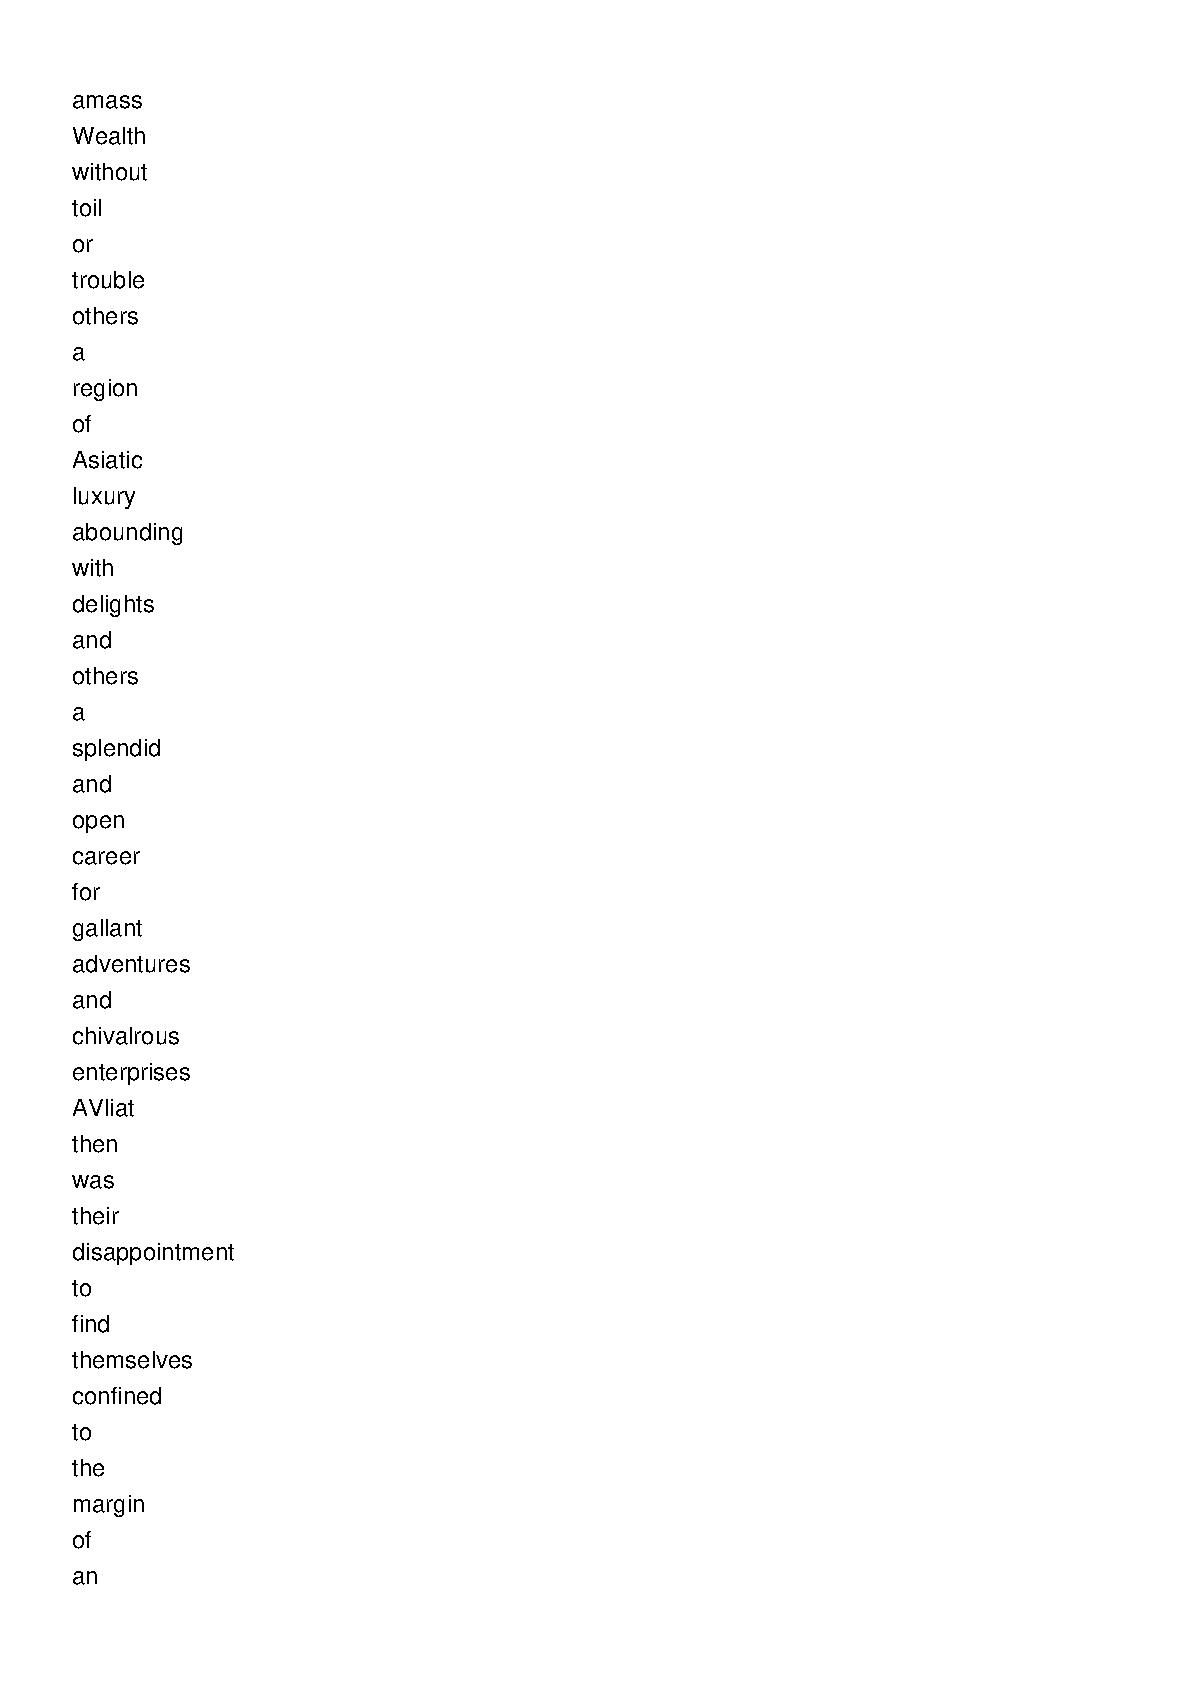 amass
Wealth
without
toil
or
trouble
others
a
region
of
Asiatic
luxury
abounding
with
delights
and
others
a
splendid
and
open
career
for
gallant
adventures
and
chivalrous
enterprises
AVliat
then
was
their
disappointment
to
find
themselves
confined
to
the
margin
of
an